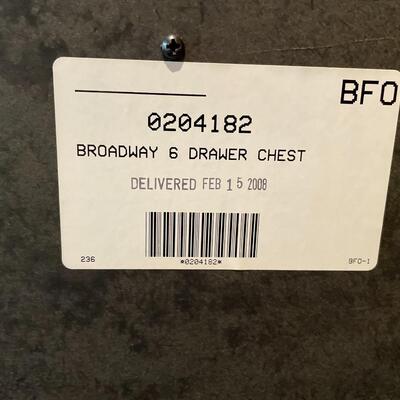 BFO
0204182
BROADWAY 6 DRAWER CHEST
DELIVERED FEB 15 2008
*0204182*
236 BFO-1